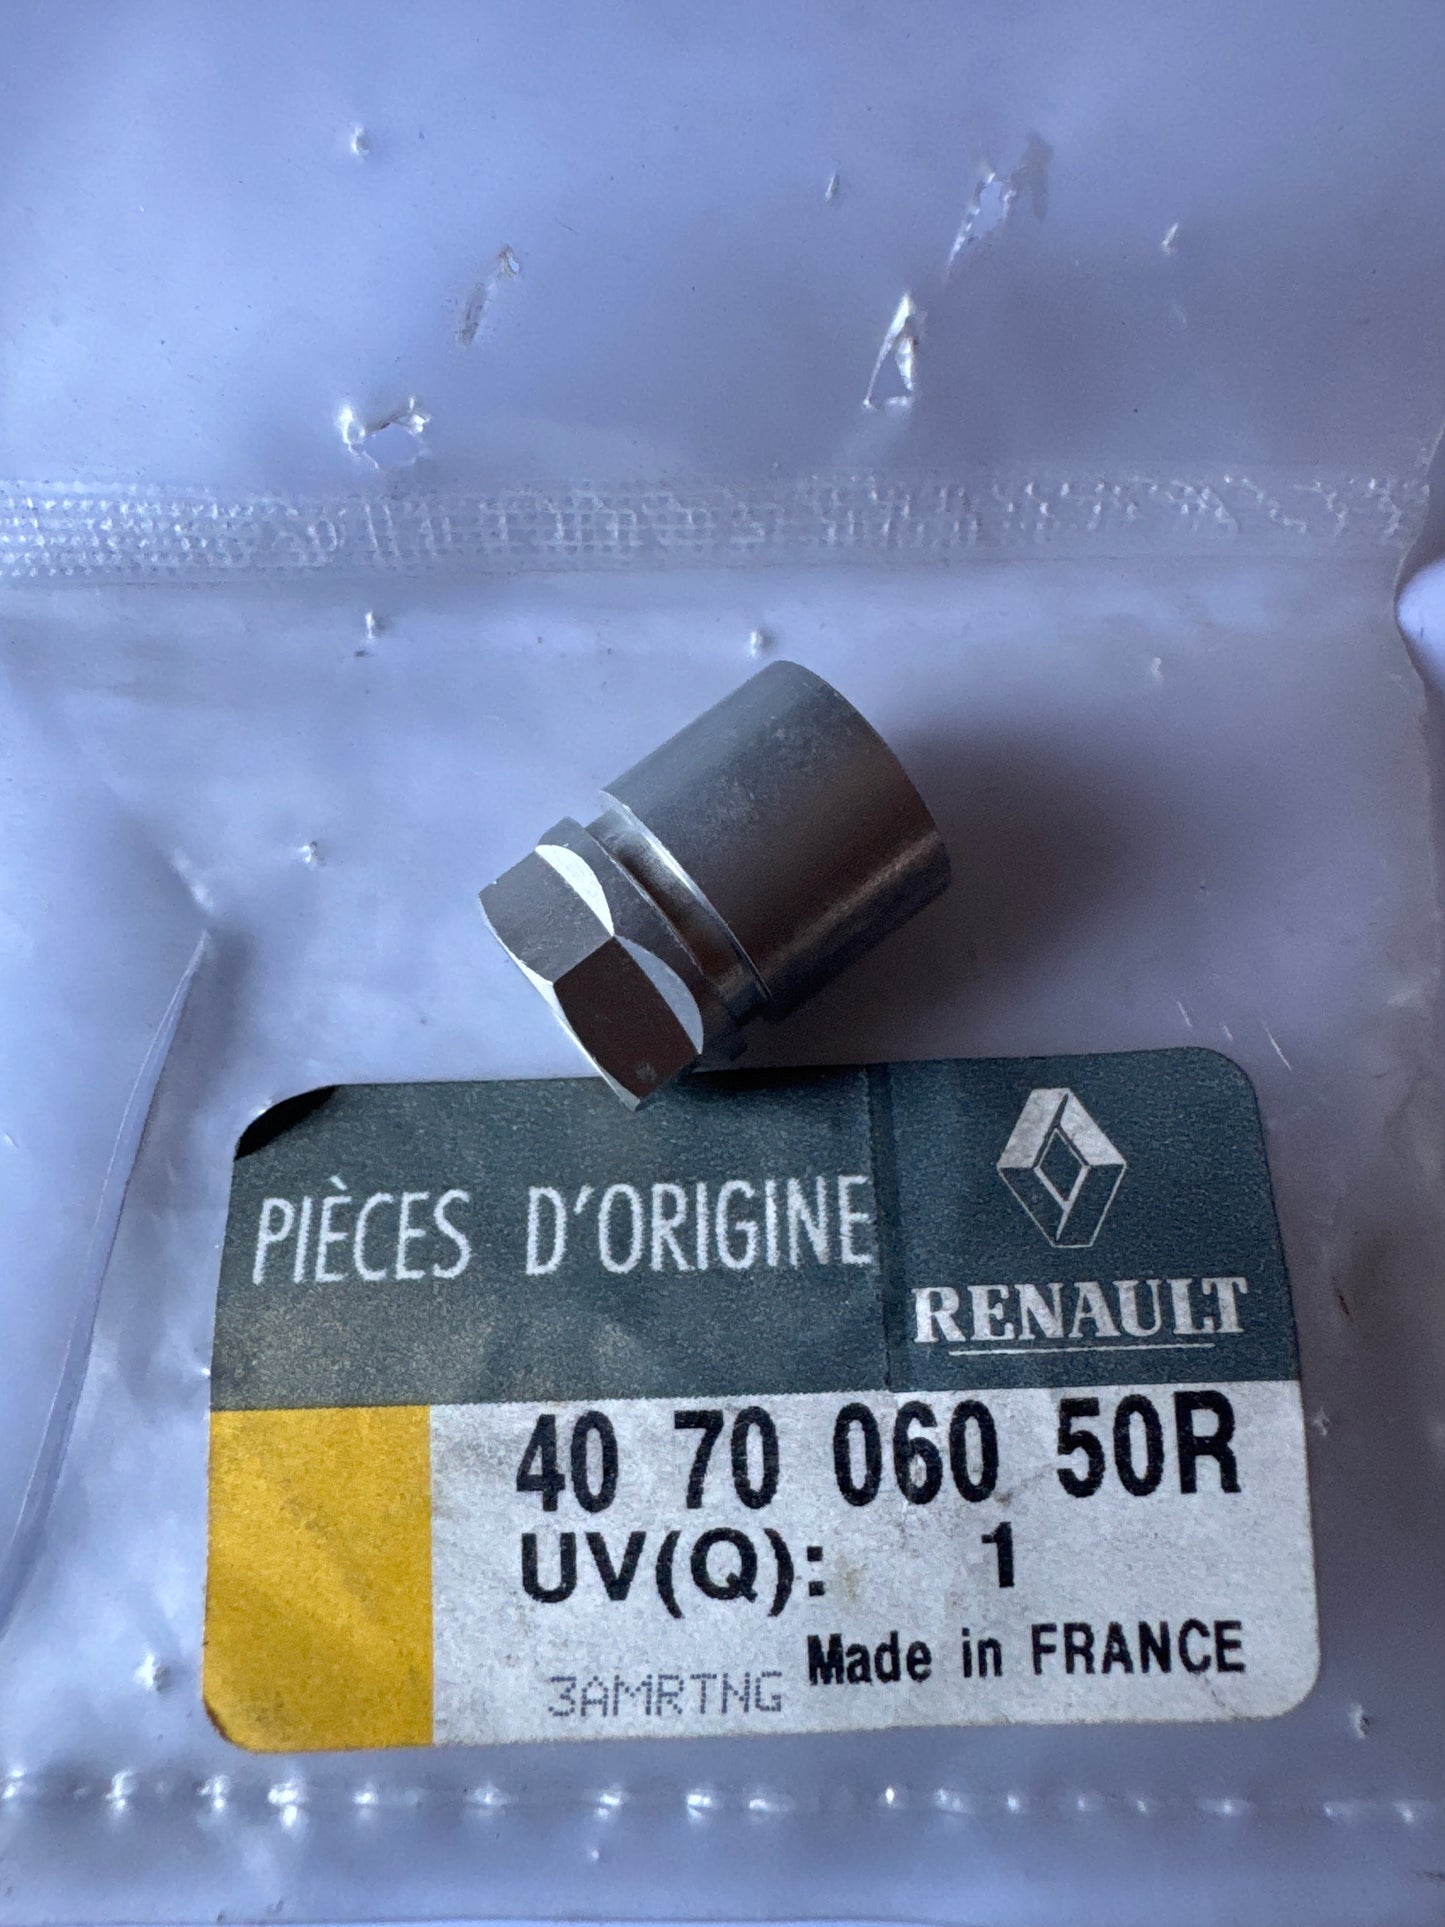 PIÈCES D'ORIGINE
RENAULT
40 70 060 50R
UV(Q): 1
Made in FRANCE
3AMRTNG